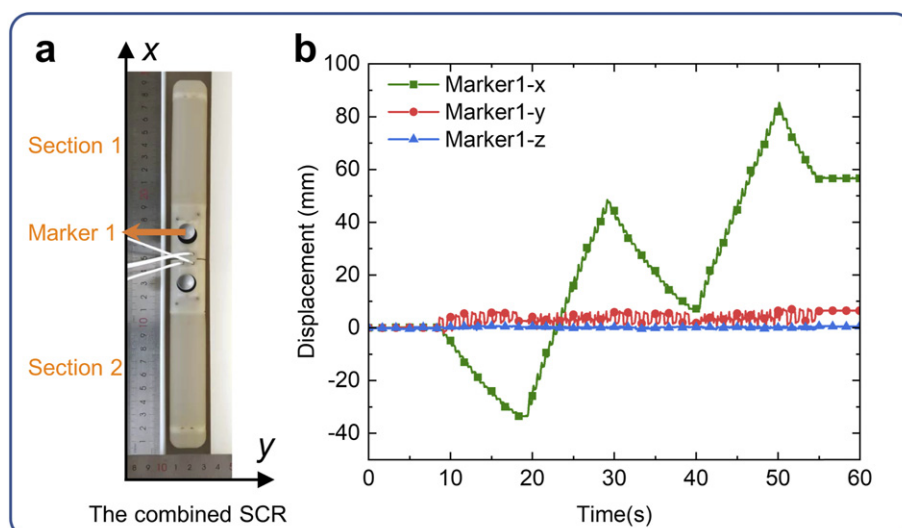 a
x
Section 1
Marker 1
Section 2
y
The combined SCR
b
Marker1-x
Marker1-y
Marker1-z
Displacement (mm)
100
80
60
40
20
0
-20
-40
0 10 20 30 40 50 60
Time(s)